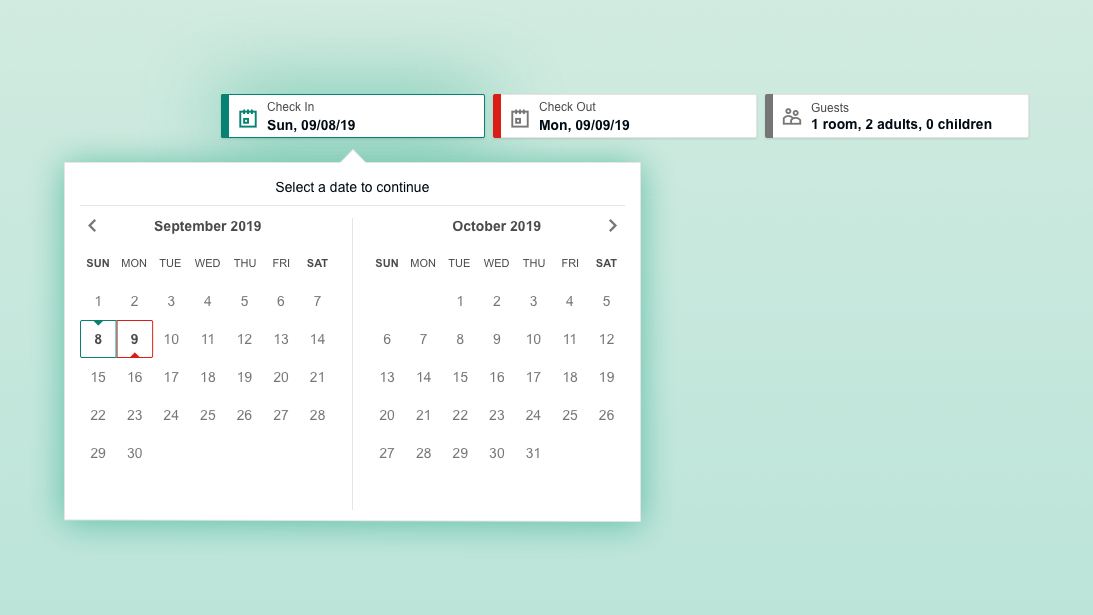 Check In
Sun, 09/08/19
Check Out
Mon, 09/09/19
Guests
1 room, 2 adults, 0 children
Select a date to continue
September 2019
SUN MON TUE WED THU FRI SAT
1 2 3 4 5 6 7
8 9 10 11 12 13 14
15 16 17 18 19 20 21
22 23 24 25 26 27 28
29 30
October 2019
SUN MON TUE WED THU FRI SAT
1 2 3 4 5
6 7 8 9 10 11 12
13 14 15 16 17 18 19
20 21 22 23 24 25 26
27 28 29 30 31